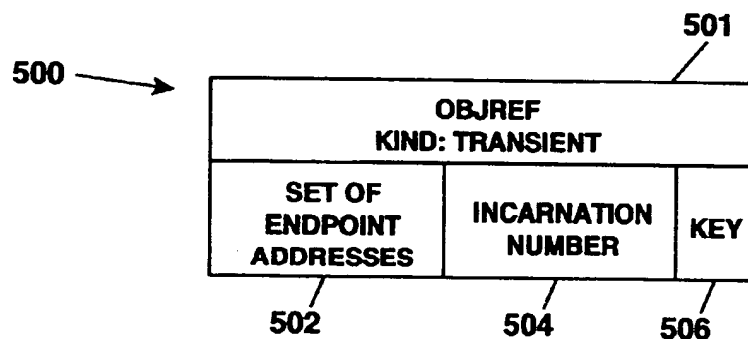 501
500
OBJREF
KIND: TRANSIENT
SET OF
ENDPOINT
ADDRESSES
INCARNATION
NUMBER
KEY
502
504
506